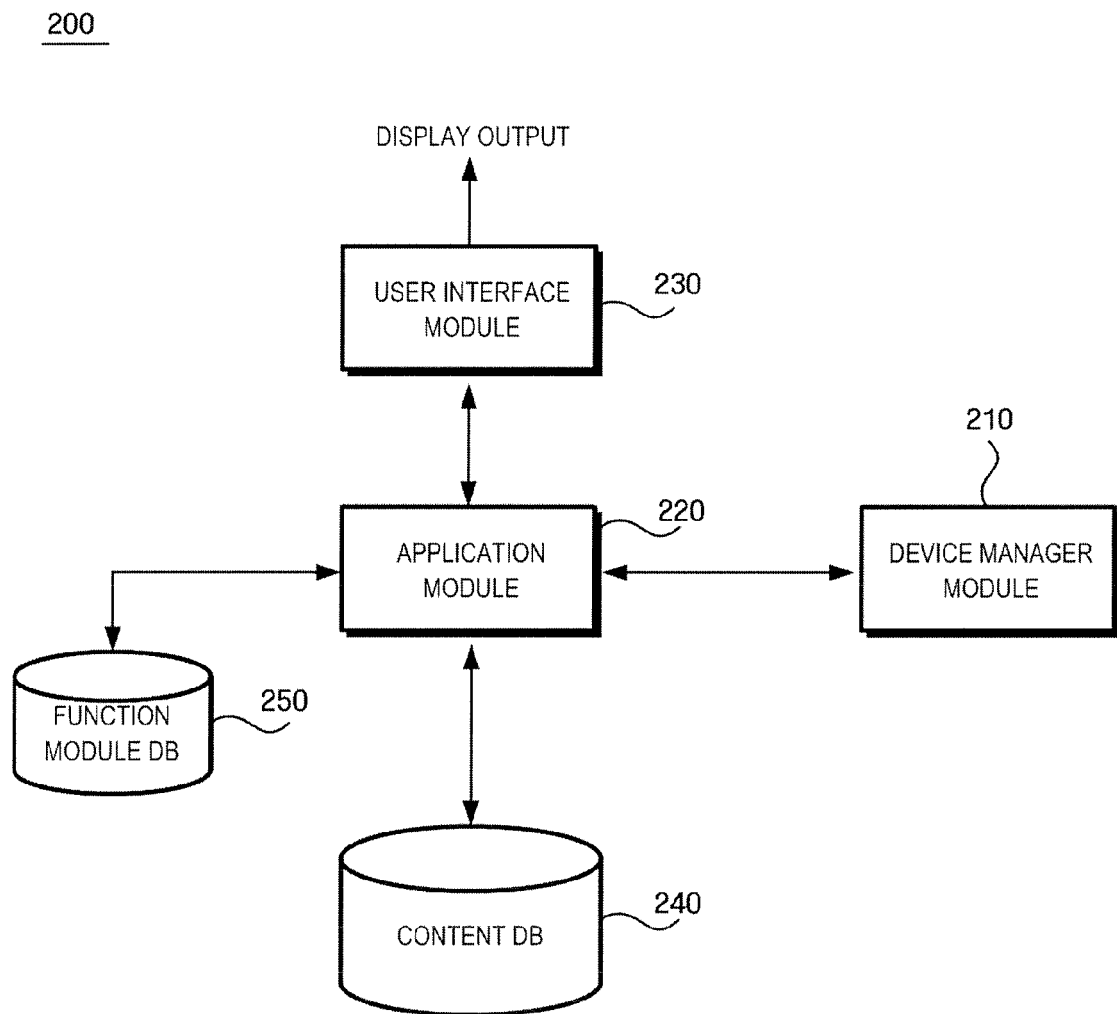 200
DISPLAY OUTPUT
USER INTERFACE
MODULE
230
210
220
APPLICATION
MODULE
DEVICE MANAGER
MODULE
250
FUNCTION
MODULE DB
240
CONTENT DB